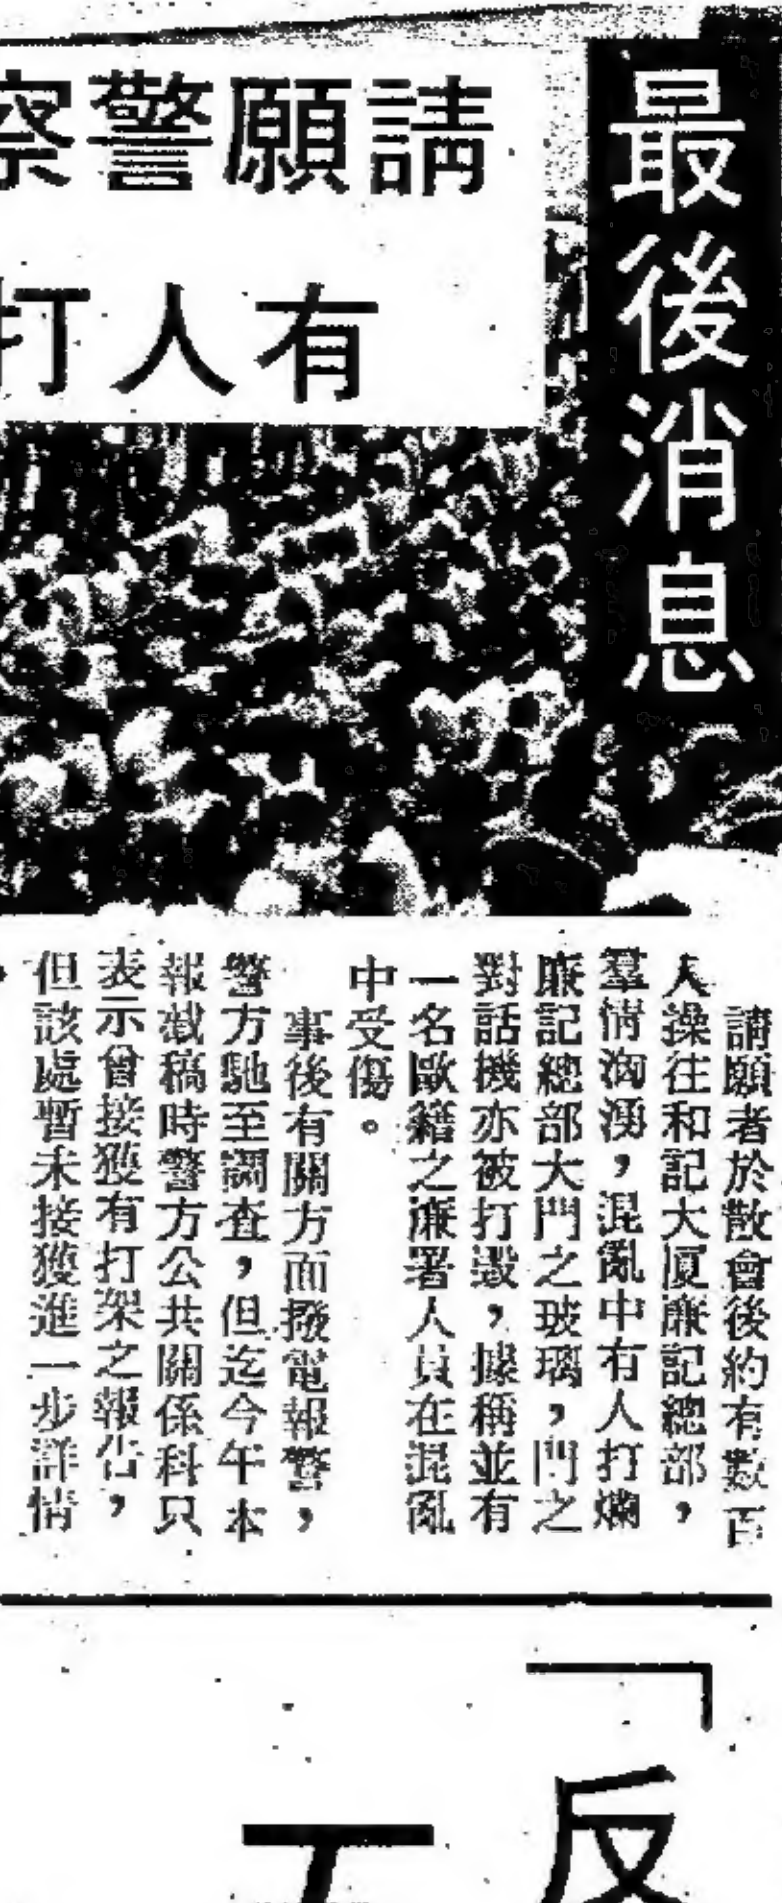 最後消息
請願警察
有人打
請願者於散會後約有數百
人操往和記大厦廉記總部，
羣情洶湧，混亂中有人打爛
廉記總部大門之玻璃，門之
對話機亦被打毀，據稱並有
一名歐籍之廉署人員在混亂
中受傷。
事後有關方面撥電報警，
警方馳至調查，但迄今午本
報截稿時警方公共關係科只
表示曾接獲有打架之報告，
但該處暫未接獲進一步詳情
「反